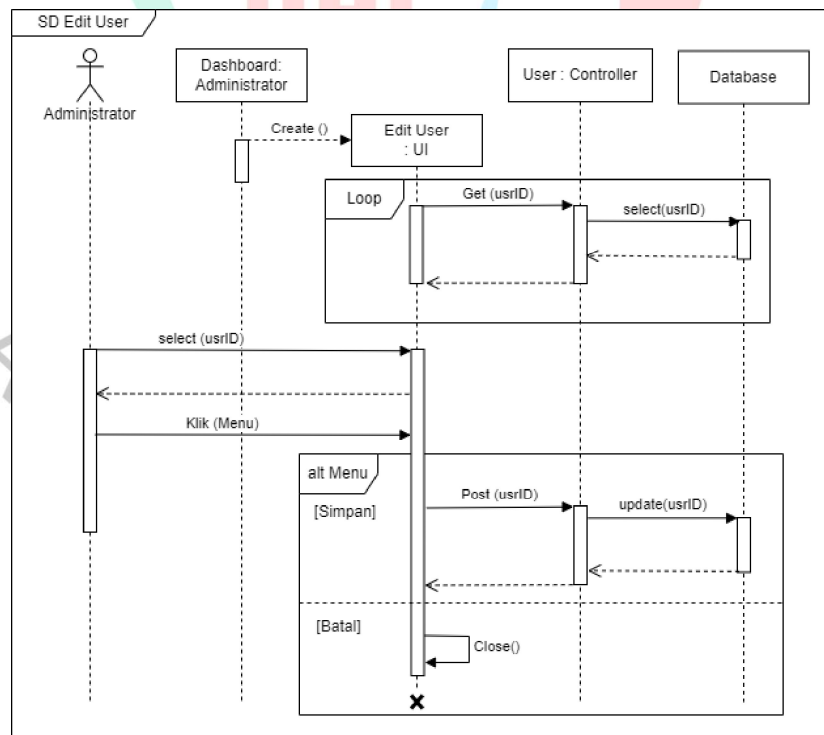 SD Edit User
Dashboard:
Administrator
User : Controller
Database
Administrator
Create ()
Edit User
: UI
Loop
Get (usrID)
select(usrID)
select (usrID)
Klik (Menu)
alt Menu
Post (usrID)
update(usrID)
[Simpan]
[Batal]
Close()